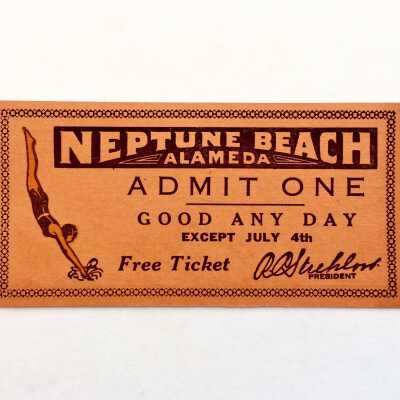 NEPTUNE BEACH
ALAMEDA
ADMIT ONE
GOOD ANY DAY
EXCEPT JULY 4th
Free Ticket
PRESIDENT